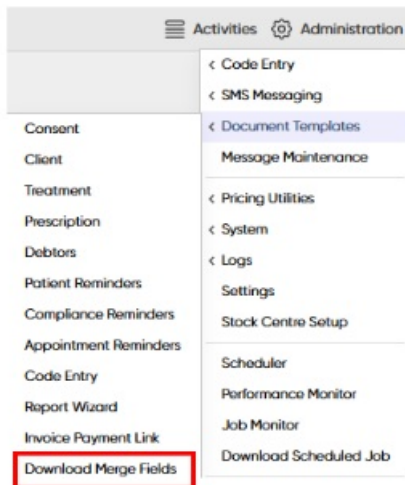 Activities Administration
< Code Entry
< SMS Messaging
< Document Templates
Message Maintenance
< Pricing Utilities
< System
< Logs
Settings
Stock Centre Setup
Scheduler
Performance Monitor
Job Monitor
Download Scheduled Job
Consent
Client
Treatment
Prescription
Debtors
Patient Reminders
Compliance Reminders
Appointment Reminders
Code Entry
Report Wizard
Invoice Payment Link
Download Merge Fields